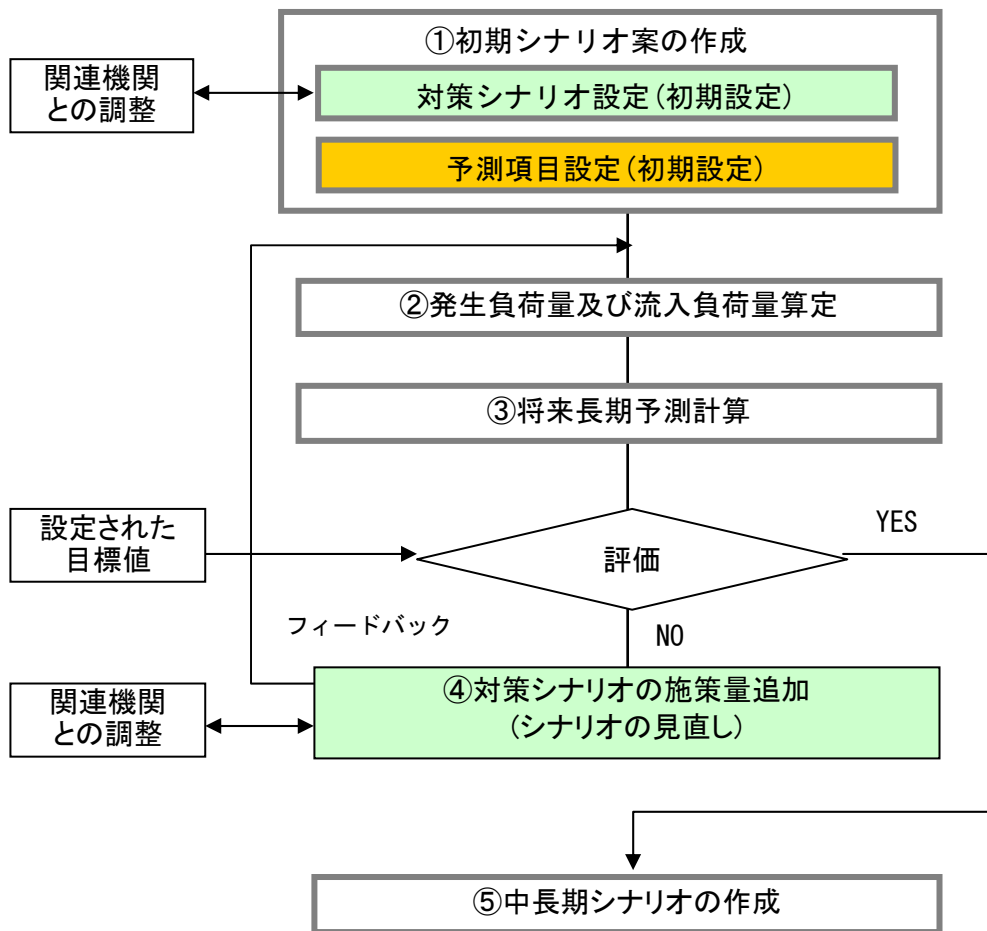 ①初期シナリオ案の作成
関連機関
との調整
対策シナリオ設定(初期設定)
予測項目設定(初期設定)
②発生負荷量及び流入負荷量算定
③将来長期予測計算
設定された
目標値
評価
YES
フィードバック
NO
関連機関
との調整
④対策シナリオの施策量追加
(シナリオの見直し)
⑤中長期シナリオの作成